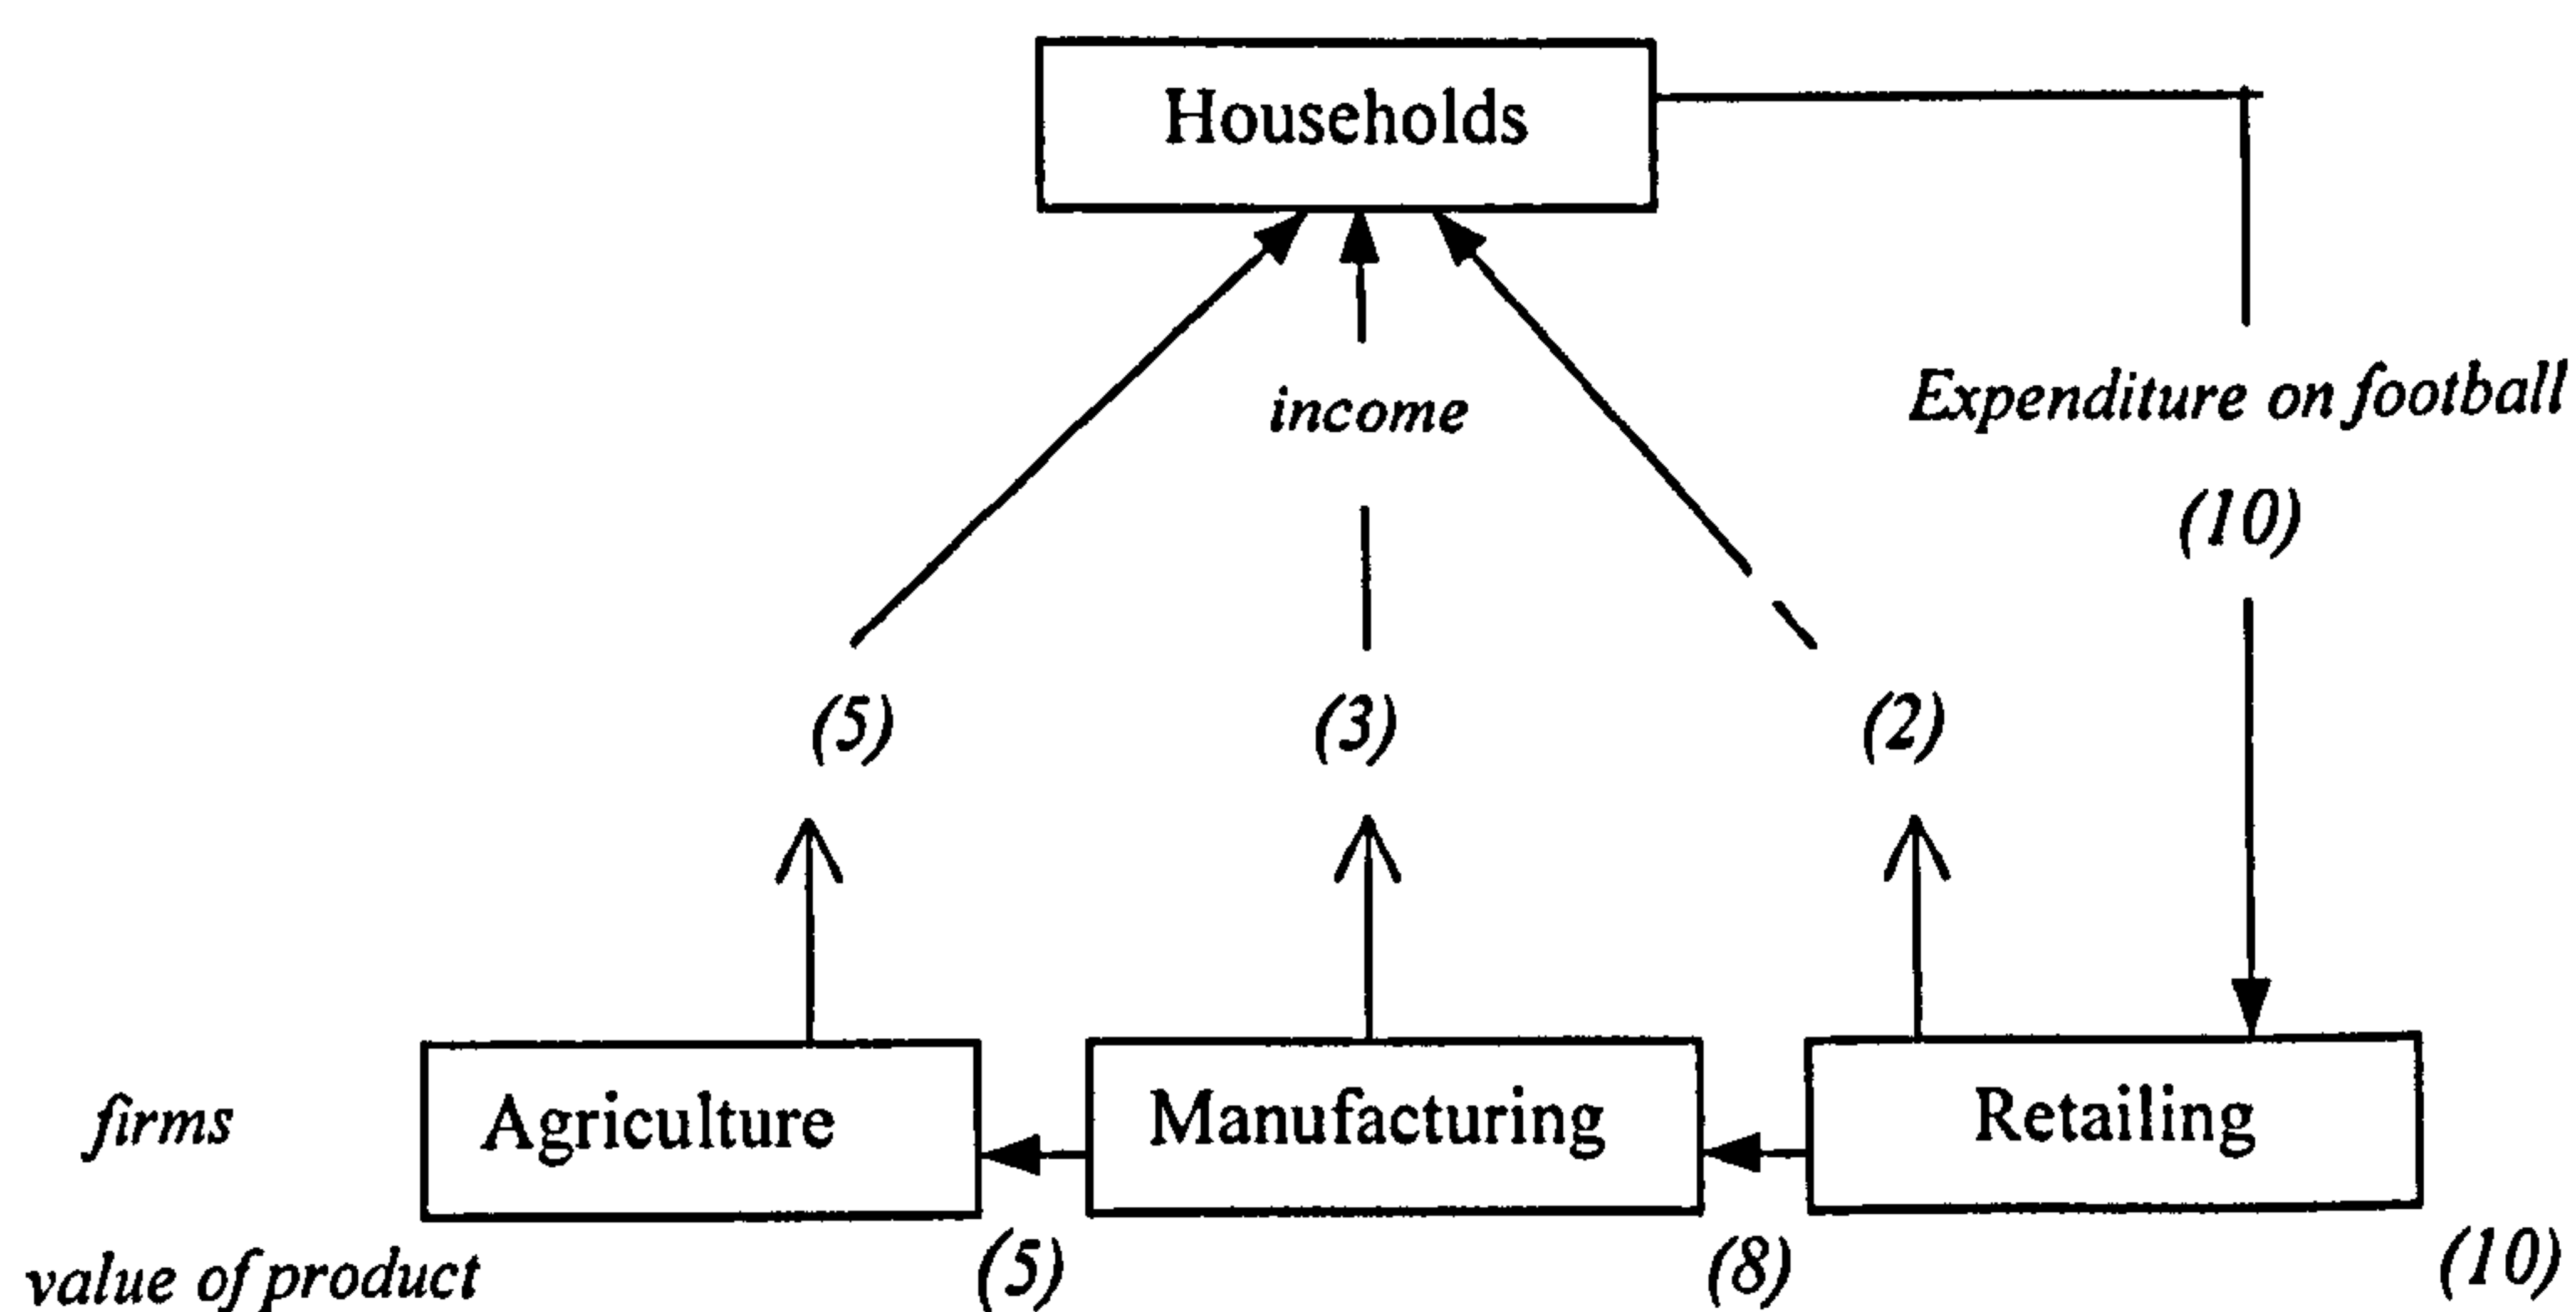 Households
income
Expenditure on football
(10)
(5) (3) (2)
firms Agriculture Manufacturing Retailing
value of product (5) (8) (10)